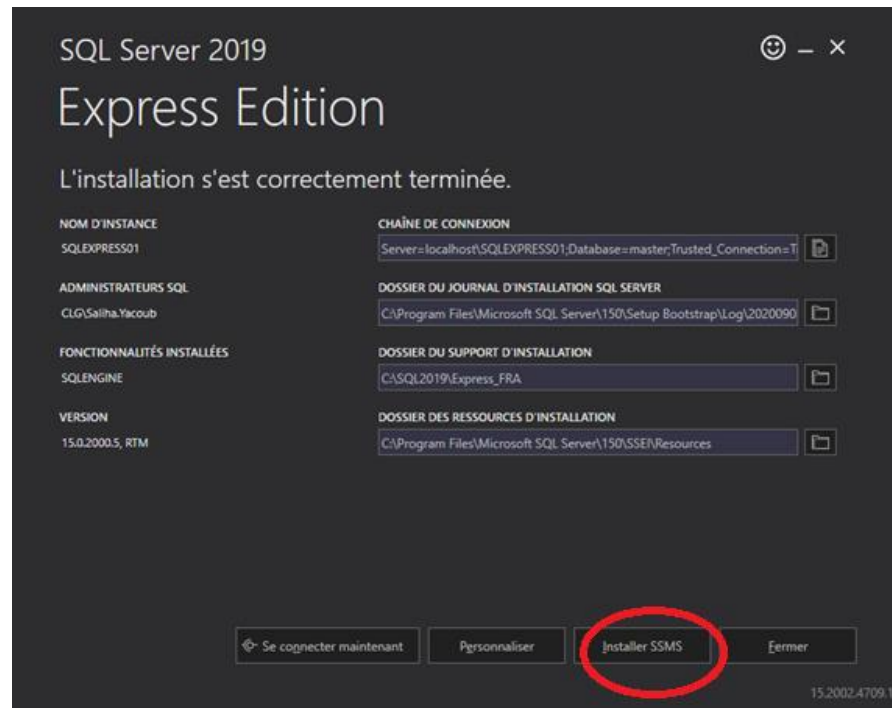 SQL Server 2019
Express Edition
L'installation s'est correctement terminée.
NOM D'INSTANCE
SQLEXPRESS01
CHAÎNE DE CONNEXION
Server=localhost\SQLEXPRESS01;Database=master;Trusted_Connection=T
ADMINISTRATEURS SQL
CLG\Saliha.Yacoub
DOSSIER DU JOURNAL D'INSTALLATION SQL SERVER
C:\Program Files\Microsoft SQL Server\150\Setup Bootstrap\Log\2020090
FONCTIONNALITÉS INSTALLÉES
SQLENGINE
DOSSIER DU SUPPORT D'INSTALLATION
C:\SQL2019\Express_FRA
VERSION
15.0.2000.5, RTM
DOSSIER DES RESSOURCES D'INSTALLATION
C:\Program Files\Microsoft SQL Server\150\SSEI\Resources
Se connecter maintenant
Personnaliser
Installer SSMS
Fermer
15.2002.4709.1